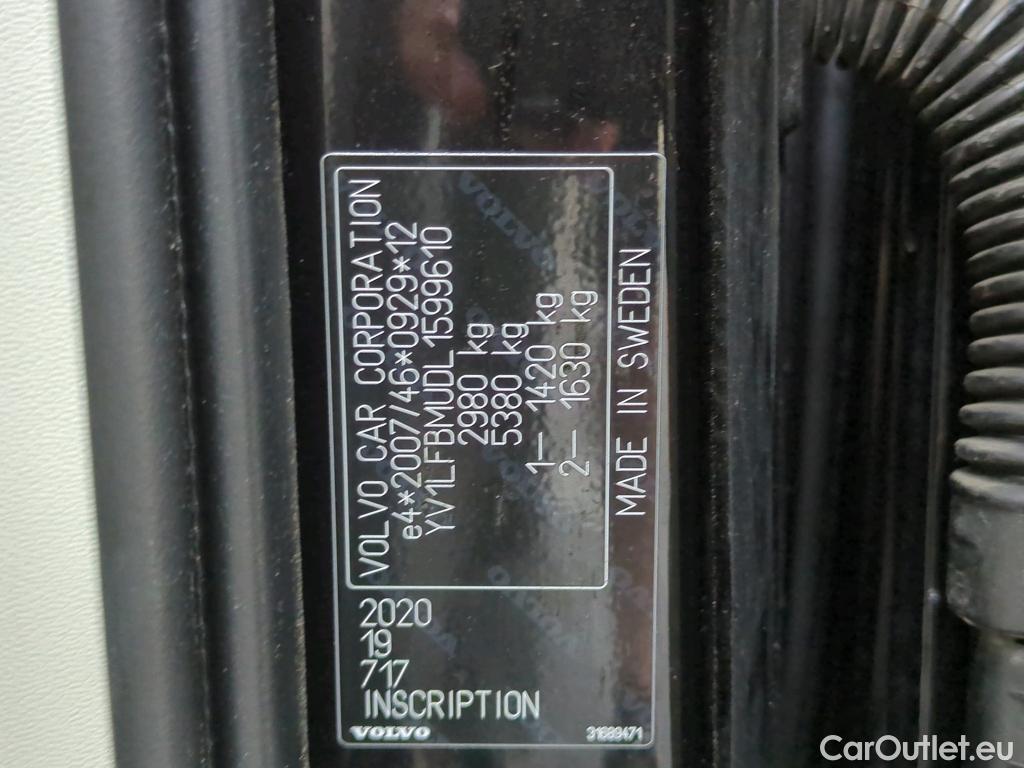 VOLVO CAR CORPORATION
e4*2007/46*0929*12
YV1LFBMUDL1599610
2980 kg
5380 kg
1– 1420 kg
2– 1630 kg
MADE IN SWEDEN
2020
19
717
INSCRIPTION
VOLVO
31689471
CarOutlet.eu